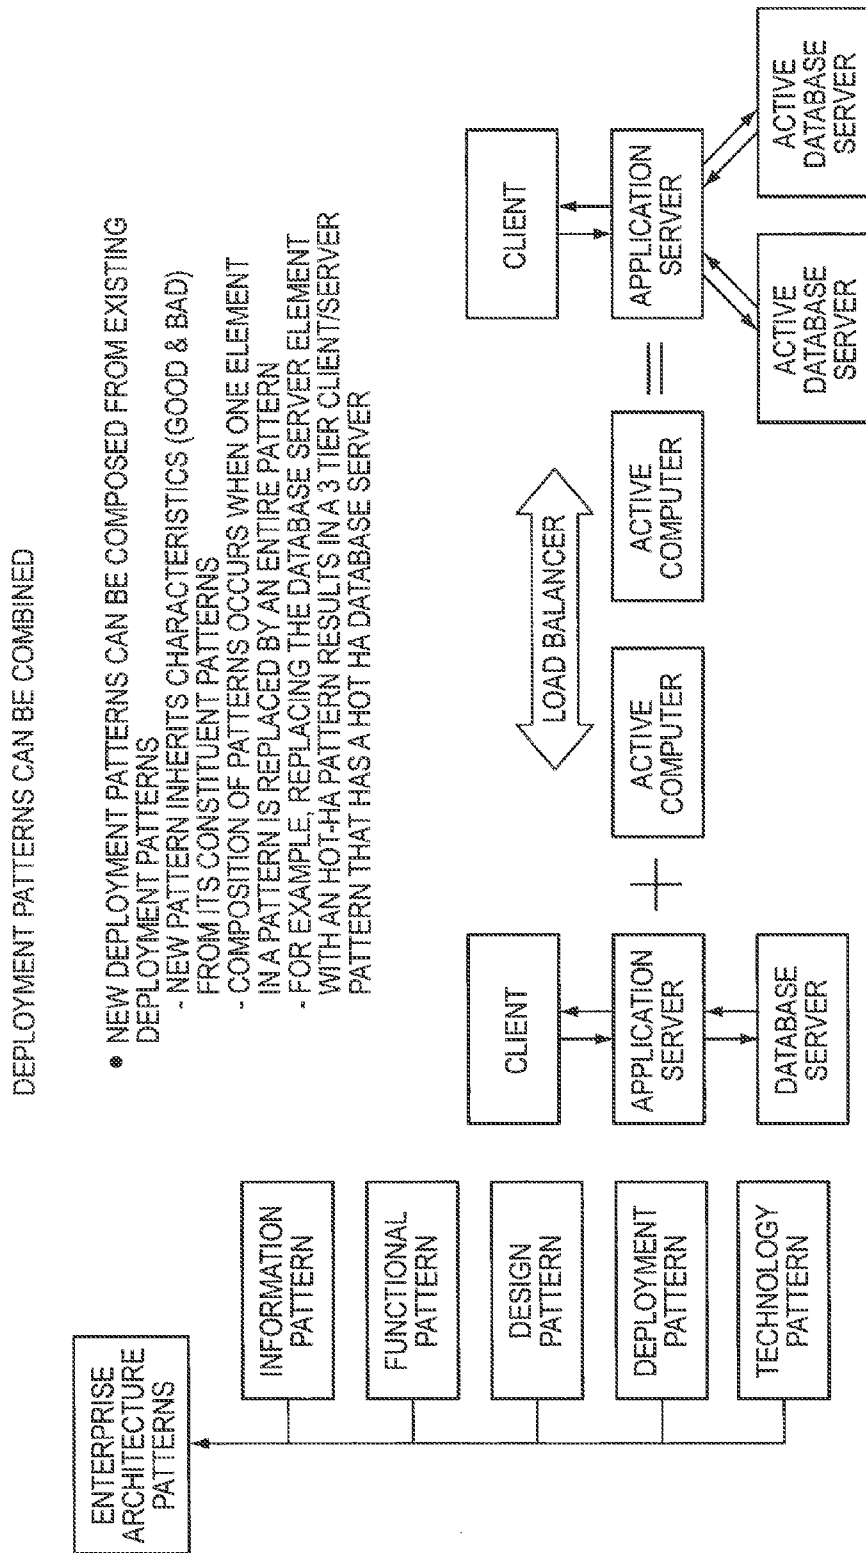 DEPLOYMENT PATTERNS CAN BE COMBINED
• NEW DEPLOYMENT PATTERNS CAN BE COMPOSED FROM EXISTING
DEPLOYMENT PATTERNS
- NEW PATTERN INHERITS CHARACTERISTICS (GOOD & BAD)
FROM ITS CONSTITUENT PATTERNS
- COMPOSITION OF PATTERNS OCCURS WHEN ONE ELEMENT
IN A PATTERN IS REPLACED BY AN ENTIRE PATTERN
- FOR EXAMPLE, REPLACING THE DATABASE SERVER ELEMENT
WITH AN HOT-HA PATTERN RESULTS IN A 3 TIER CLIENT/SERVER
PATTERN THAT HAS A HOT HA DATABASE SERVER
ENTERPRISE
ARCHITECTURE
PATTERNS
INFORMATION
PATTERN
FUNCTIONAL
PATTERN
DESIGN
PATTERN
DEPLOYMENT
PATTERN
TECHNOLOGY
PATTERN
CLIENT
APPLICATION
SERVER
DATABASE
SERVER
+
LOAD BALANCER
ACTIVE
COMPUTER
ACTIVE
COMPUTER
=
CLIENT
APPLICATION
SERVER
ACTIVE
DATABASE
SERVER
ACTIVE
DATABASE
SERVER